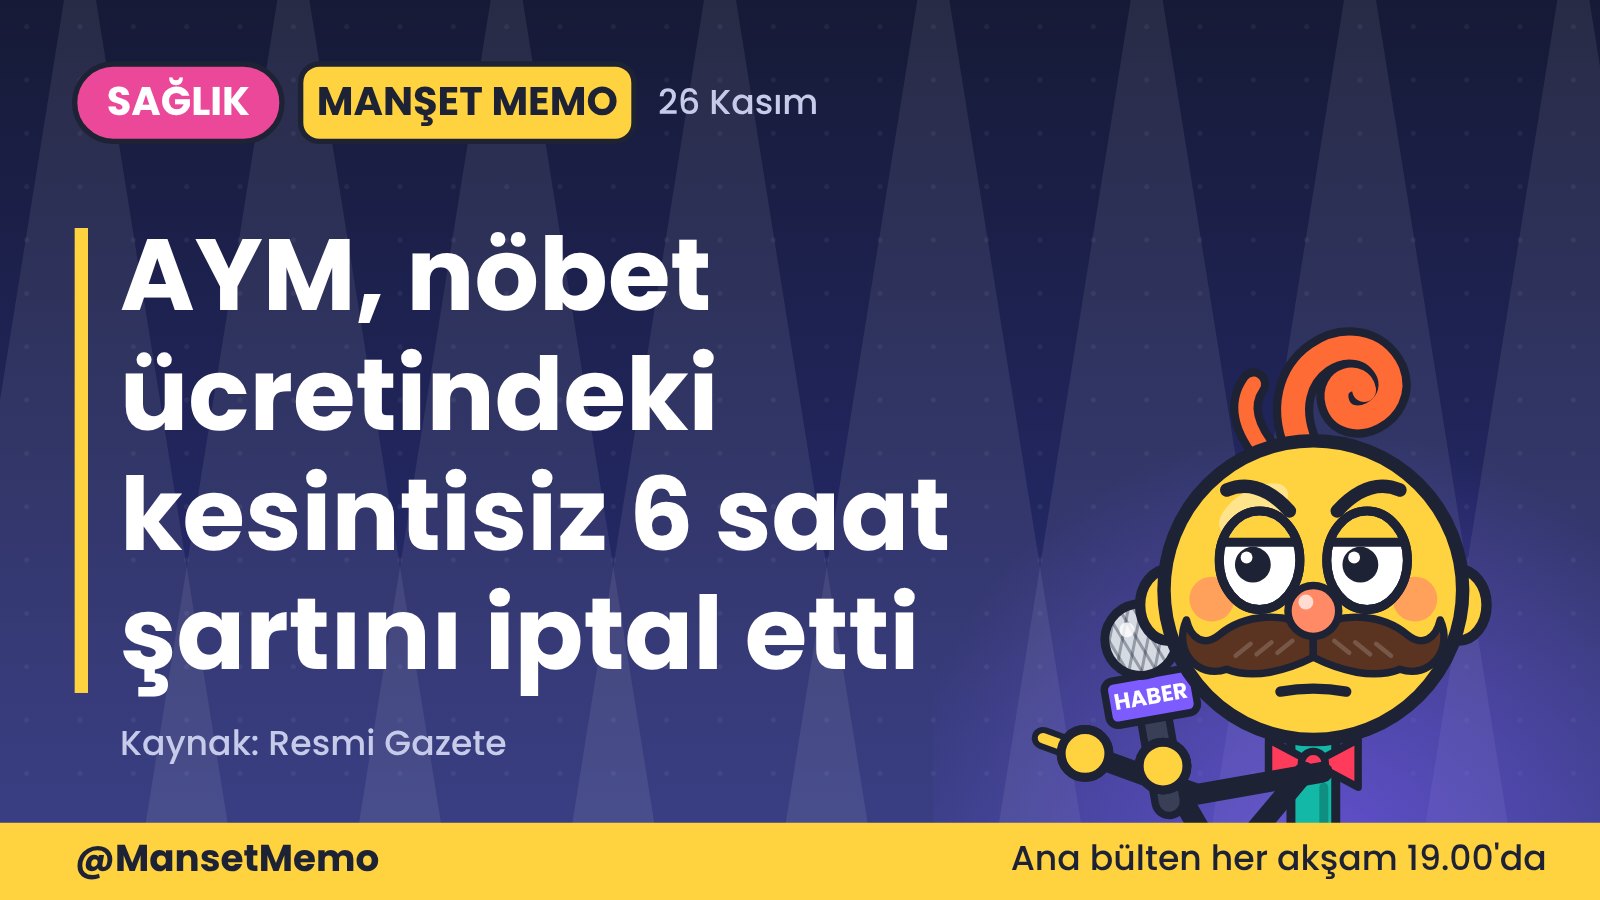 SAĞLIK
MANŞET MEMO
26 Kasım
AYM, nöbet
ücretindeki
kesintisiz 6 saat
şartını iptal etti
Kaynak: Resmi Gazete
HABER
@MansetMemo
Ana bülten her akşam 19.00'da